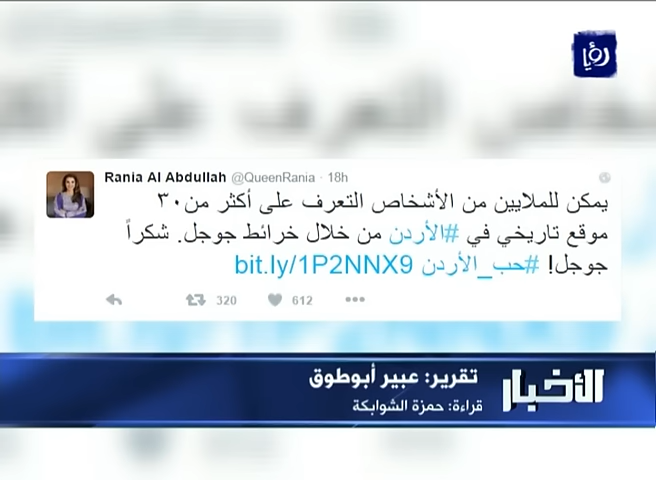 رؤيا
Rania Al Abdullah @QueenRania · 18h
يمكن للملايين من الأشخاص التعرف على أكثر من ٣٠
موقع تاريخي في #الأردن من خلال خرائط جوجل. شكراً
جوجل! #حب_الأردن bit.ly/1P2NNX9
320 612
الأخبار
تقرير: عبير أبوطوق
قراءة: حمزة الشوابكة